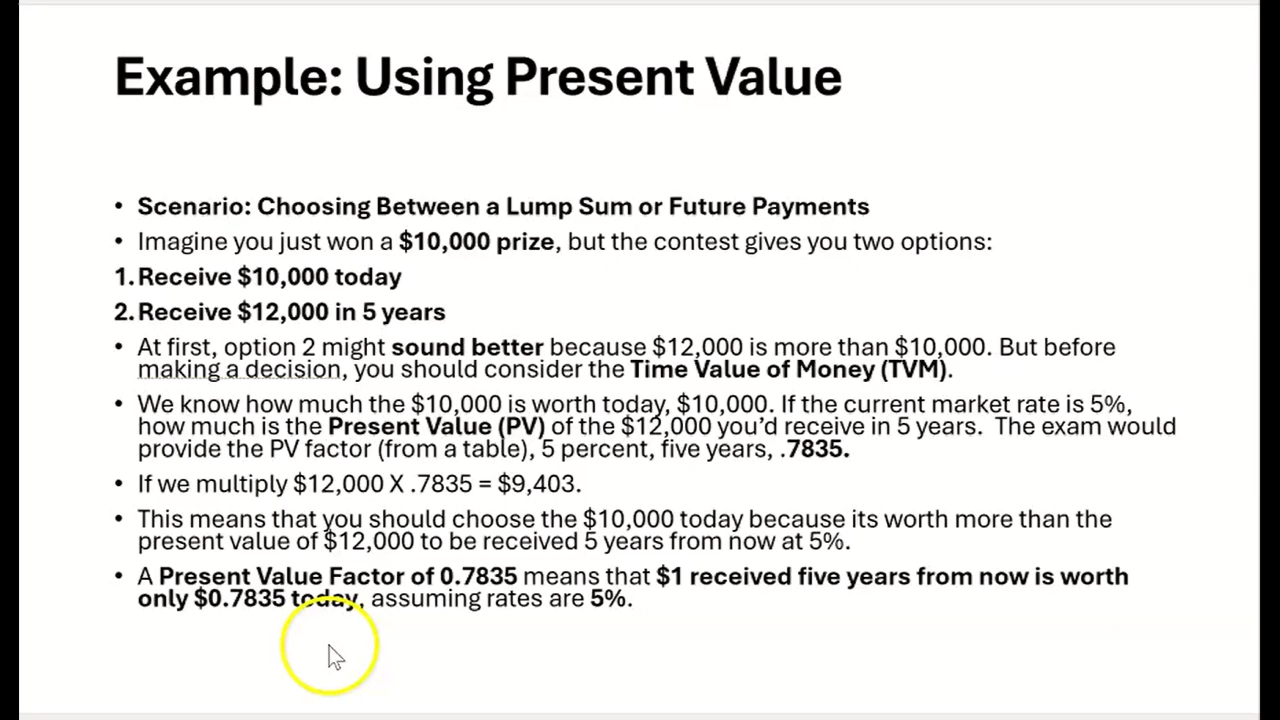 Example: Using Present Value
• Scenario: Choosing Between a Lump Sum or Future Payments
• Imagine you just won a $10,000 prize, but the contest gives you two options:
1. Receive $10,000 today
2. Receive $12,000 in 5 years
• At first, option 2 might sound better because $12,000 is more than $10,000. But before
making a decision, you should consider the Time Value of Money (TVM).
• We know how much the $10,000 is worth today, $10,000. If the current market rate is 5%,
how much is the Present Value (PV) of the $12,000 you'd receive in 5 years. The exam would
provide the PV factor (from a table), 5 percent, five years, .7835.
• If we multiply $12,000 X .7835 = $9,403.
• This means that you should choose the $10,000 today because its worth more than the
present value of $12,000 to be received 5 years from now at 5%.
• A Present Value Factor of 0.7835 means that $1 received five years from now is worth
only $0.7835 today, assuming rates are 5%.